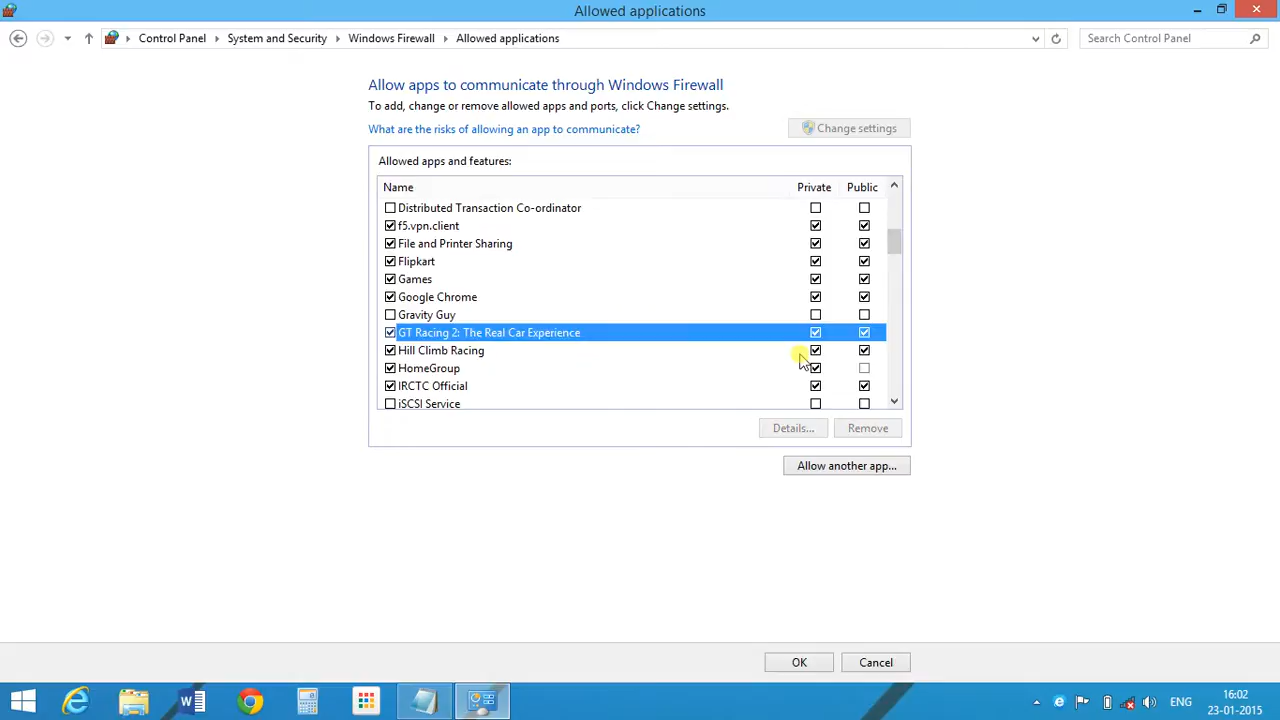 Allowed applications
Control Panel System and Security Windows Firewall Allowed applications Search Control Panel
Allow apps to communicate through Windows Firewall
To add, change or remove allowed apps and ports, click Change settings.
What are the risks of allowing an app to communicate? Change settings
Allowed apps and features:
Name Private Public
Distributed Transaction Co-ordinator
f5.vpn.client
File and Printer Sharing
Flipkart
Games
Google Chrome
Gravity Guy
GT Racing 2: The Real Car Experience
Hill Climb Racing
HomeGroup
IRCTC Official
iSCSI Service
Details... Remove
Allow another app...
OK Cancel
ENG 16:02
23-01-2015